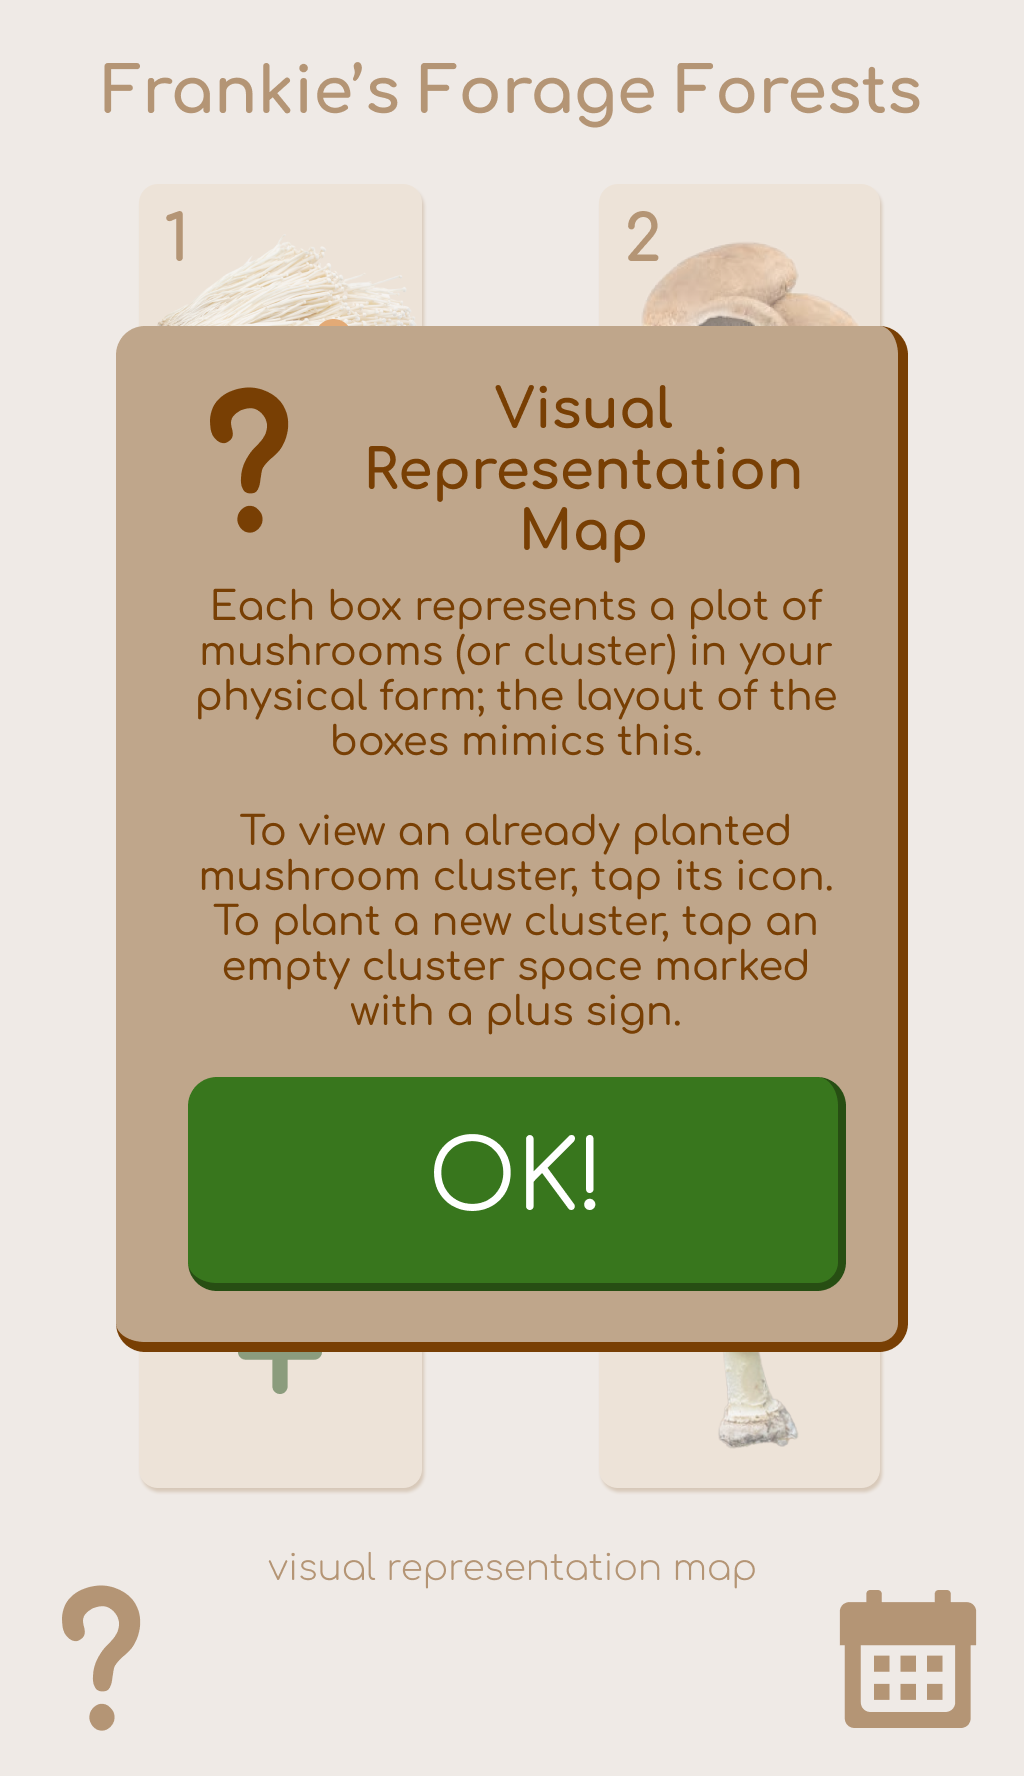 Frankie’s Forage Forests
1
2
?
Visual
Representation
Map
Each box represents a plot of
mushrooms (or cluster) in your
physical farm; the layout of the
boxes mimics this.
To view an already planted
mushroom cluster, tap its icon.
To plant a new cluster, tap an
empty cluster space marked
with a plus sign.
OK!
visual representation map
?